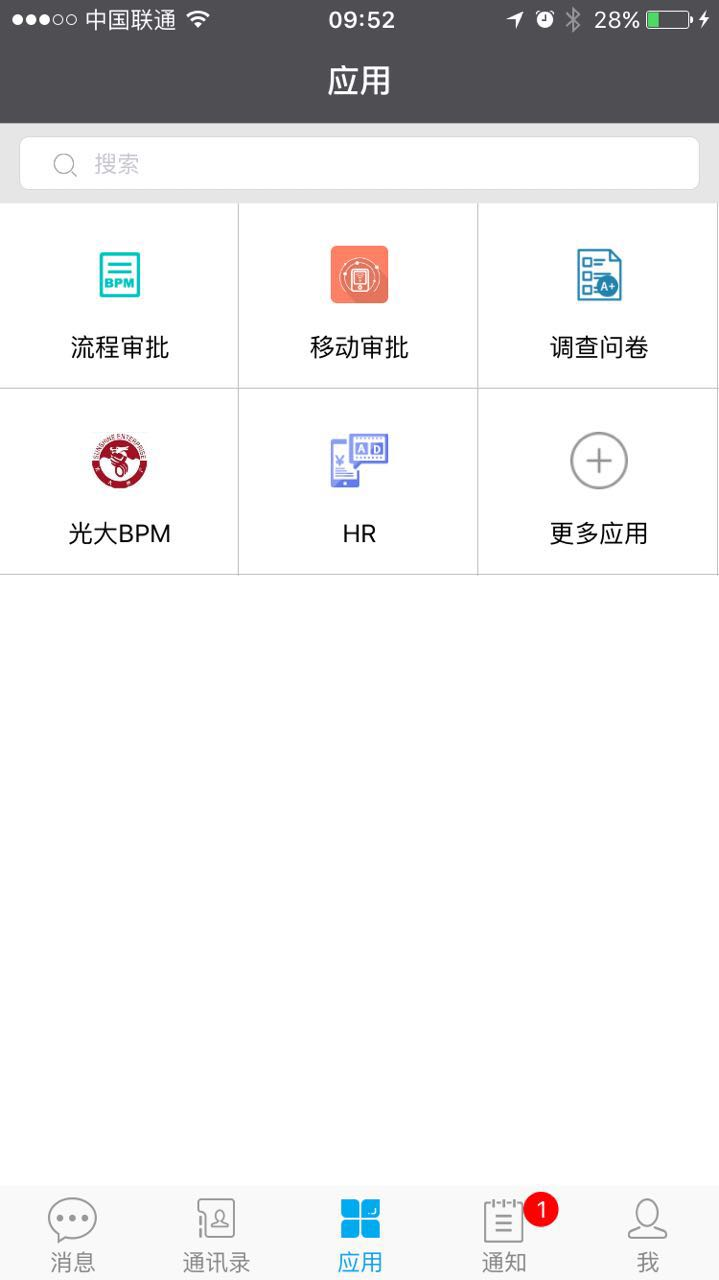 中国联通 09:52 28%
应用
搜索
BPM
A+
流程审批 移动审批 调查问卷
SUNSHINE ENTERPRISE
¥ A D
光大BPM HR 更多应用
1
消息 通讯录 应用 通知 我